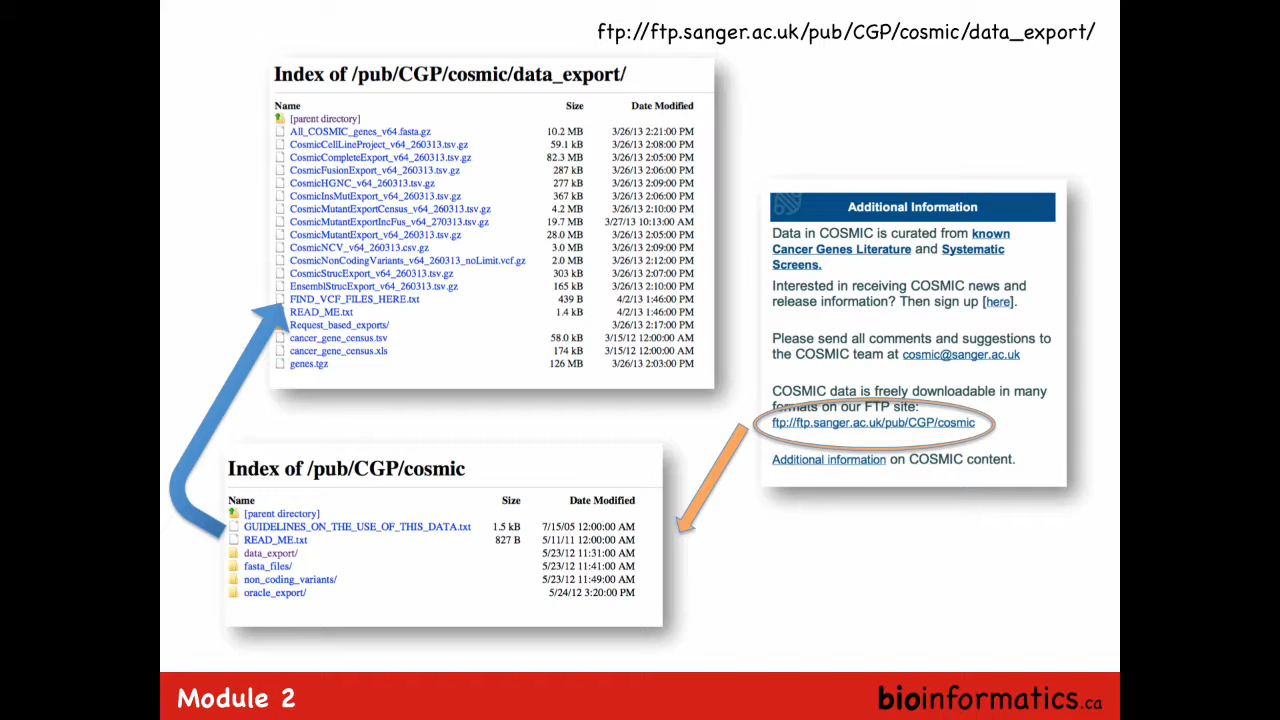 ftp://ftp.sanger.ac.uk/pub/CGP/cosmic/data_export/
Index of /pub/CGP/cosmic/data_export/
Name Size Date Modified
[parent directory]
All_COSMIC_genes_v64.fasta.gz 10.2 MB 3/26/13 2:21:00 PM
CosmicCellLineProject_v64_260313.tsv.gz 59.1 kB 3/26/13 2:08:00 PM
CosmicCompleteExport_v64_260313.tsv.gz 82.3 MB 3/26/13 2:05:00 PM
CosmicFusionExport_v64_260313.tsv.gz 287 kB 3/26/13 2:06:00 PM
CosmicHGNC_v64_260313.tsv.gz 277 kB 3/26/13 2:09:00 PM
CosmicInsMutExport_v64_260313.tsv.gz 367 kB 3/26/13 2:06:00 PM
CosmicMutantExportCensus_v64_260313.tsv.gz 4.2 MB 3/26/13 2:10:00 PM
CosmicMutantExportIncFus_v64_270313.tsv.gz 19.7 MB 3/27/13 10:13:00 AM
CosmicMutantExport_v64_260313.tsv.gz 28.0 MB 3/26/13 2:05:00 PM
CosmicNCV_v64_260313.csv.gz 3.0 MB 3/26/13 2:09:00 PM
CosmicNonCodingVariants_v64_260313_noLimit.vcf.gz 2.0 MB 3/26/13 2:12:00 PM
CosmicStrucExport_v64_260313.tsv.gz 303 kB 3/26/13 2:07:00 PM
EnsemblStrucExport_v64_260313.tsv.gz 165 kB 3/26/13 2:10:00 PM
FIND_VCF_FILES_HERE.txt 439 B 4/2/13 1:46:00 PM
READ_ME.txt 1.4 kB 4/2/13 1:46:00 PM
Request_based_exports/ 3/26/13 2:17:00 PM
cancer_gene_census.tsv 58.0 kB 3/15/12 12:00:00 AM
cancer_gene_census.xls 174 kB 3/15/12 12:00:00 AM
genes.tgz 126 MB 3/26/13 2:03:00 PM
Additional Information
Data in COSMIC is curated from known
Cancer Genes Literature and Systematic
Screens.
Interested in receiving COSMIC news and
release information? Then sign up [here].
Please send all comments and suggestions to
the COSMIC team at cosmic@sanger.ac.uk
COSMIC data is freely downloadable in many
formats on our FTP site:
ftp://ftp.sanger.ac.uk/pub/CGP/cosmic
Additional information on COSMIC content.
Index of /pub/CGP/cosmic
Name Size Date Modified
[parent directory]
GUIDELINES_ON_THE_USE_OF_THIS_DATA.txt 1.5 kB 7/15/05 12:00:00 AM
READ_ME.txt 827 B 5/11/11 12:00:00 AM
data_export/ 5/23/12 11:31:00 AM
fasta_files/ 5/23/12 11:41:00 AM
non_coding_variants/ 5/23/12 11:49:00 AM
oracle_export/ 5/24/12 3:20:00 PM
Module 2
bioinformatics.ca